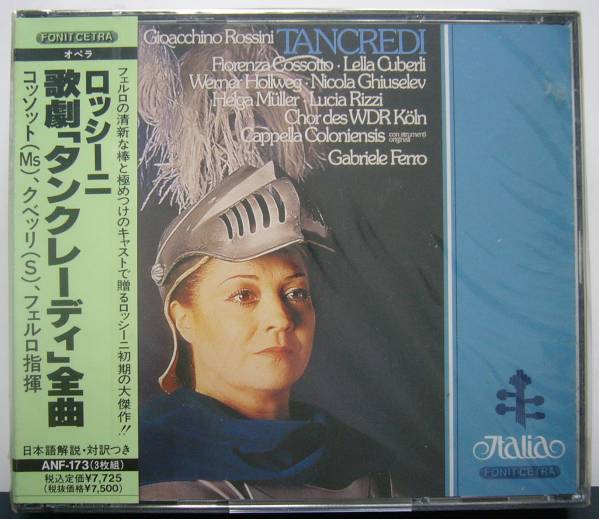 FONIT CETRA
オペラ
ロッシーニ
歌劇「タンクレーディ」全曲
コッソット(Ms)、クベッリ(S)、フェルロ指揮
フェルロの清新な棒と極めつけのキャストで贈るロッシーニ初期の大傑作!!
日本語解説・対訳つき
ANF-173(3枚組)
税込定価¥7,725
(税抜価格¥7,500)
Gioacchino Rossini TANCREDI
Fiorenza Cossotto · Lella Cuberli
Werner Hollweg · Nicola Ghiuselev
Helga Müller · Lucia Rizzi
Chor des WDR Köln
Cappella Coloniensis con strumenti originali
Gabriele Ferro
Italia
FONIT CETRA